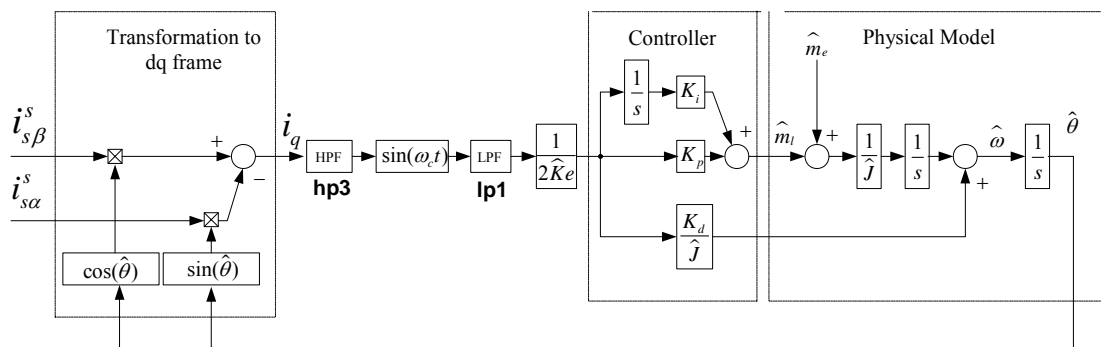 Transformation to
dq frame
Controller
Physical Model
i^s_{sβ}
i^s_{sα}
+
−
cos(θ̂)
sin(θ̂)
i_q
HPF
hp3
sin(ω_c t)
LPF
lp1
1/(2K̂e)
1/s
K_i
K_p
K_d/Ĵ
+
m̂_l
m̂_e
+
1/Ĵ
1/s
+
ω̂
1/s
θ̂